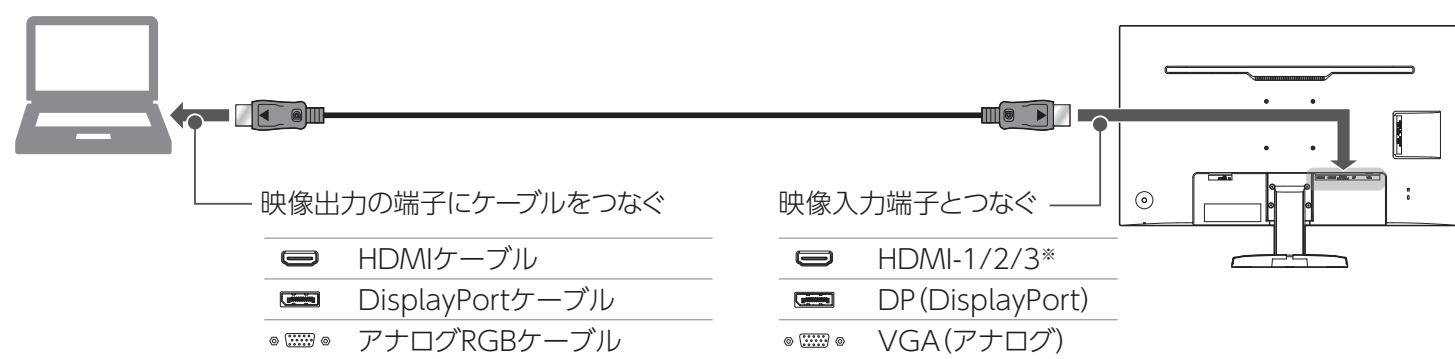 映像出力の端子にケーブルをつなぐ
HDMIケーブル
DisplayPortケーブル
アナログRGBケーブル
映像入力端子とつなぐ
HDMI-1/2/3※
DP(DisplayPort)
VGA(アナログ)